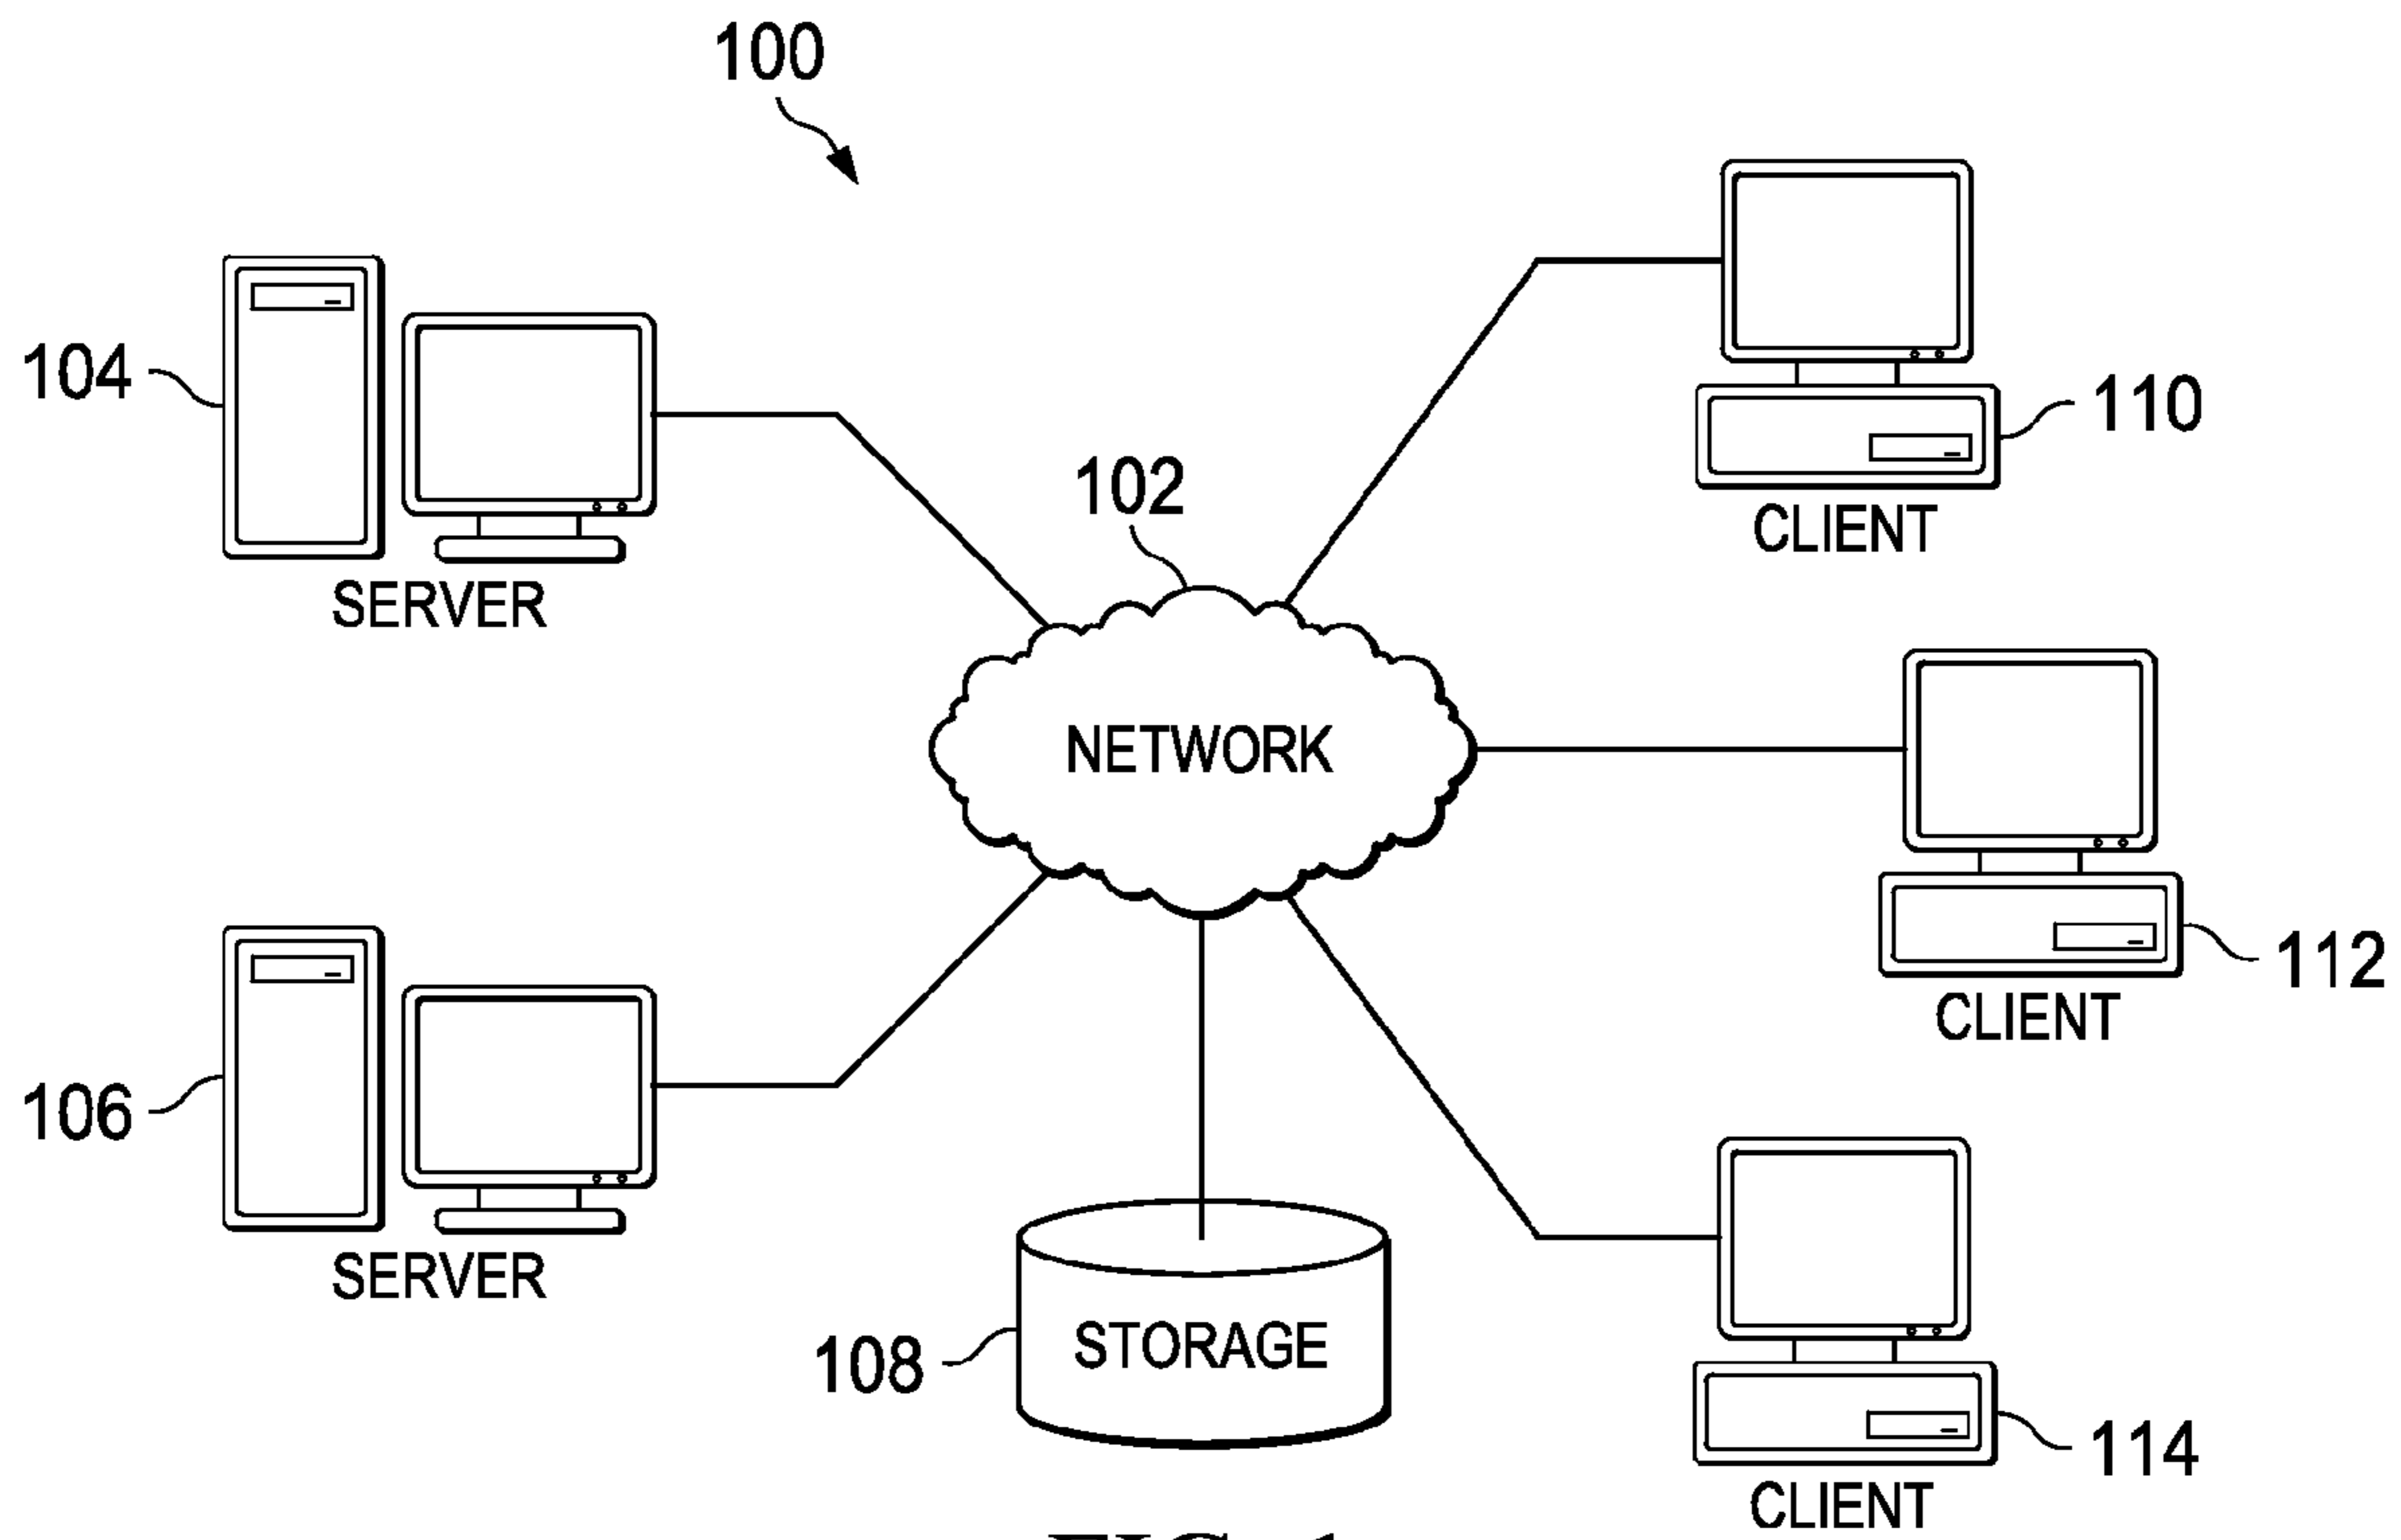 100
104
SERVER
102
110
CLIENT
NETWORK
112
CLIENT
106
SERVER
108
STORAGE
114
CLIENT